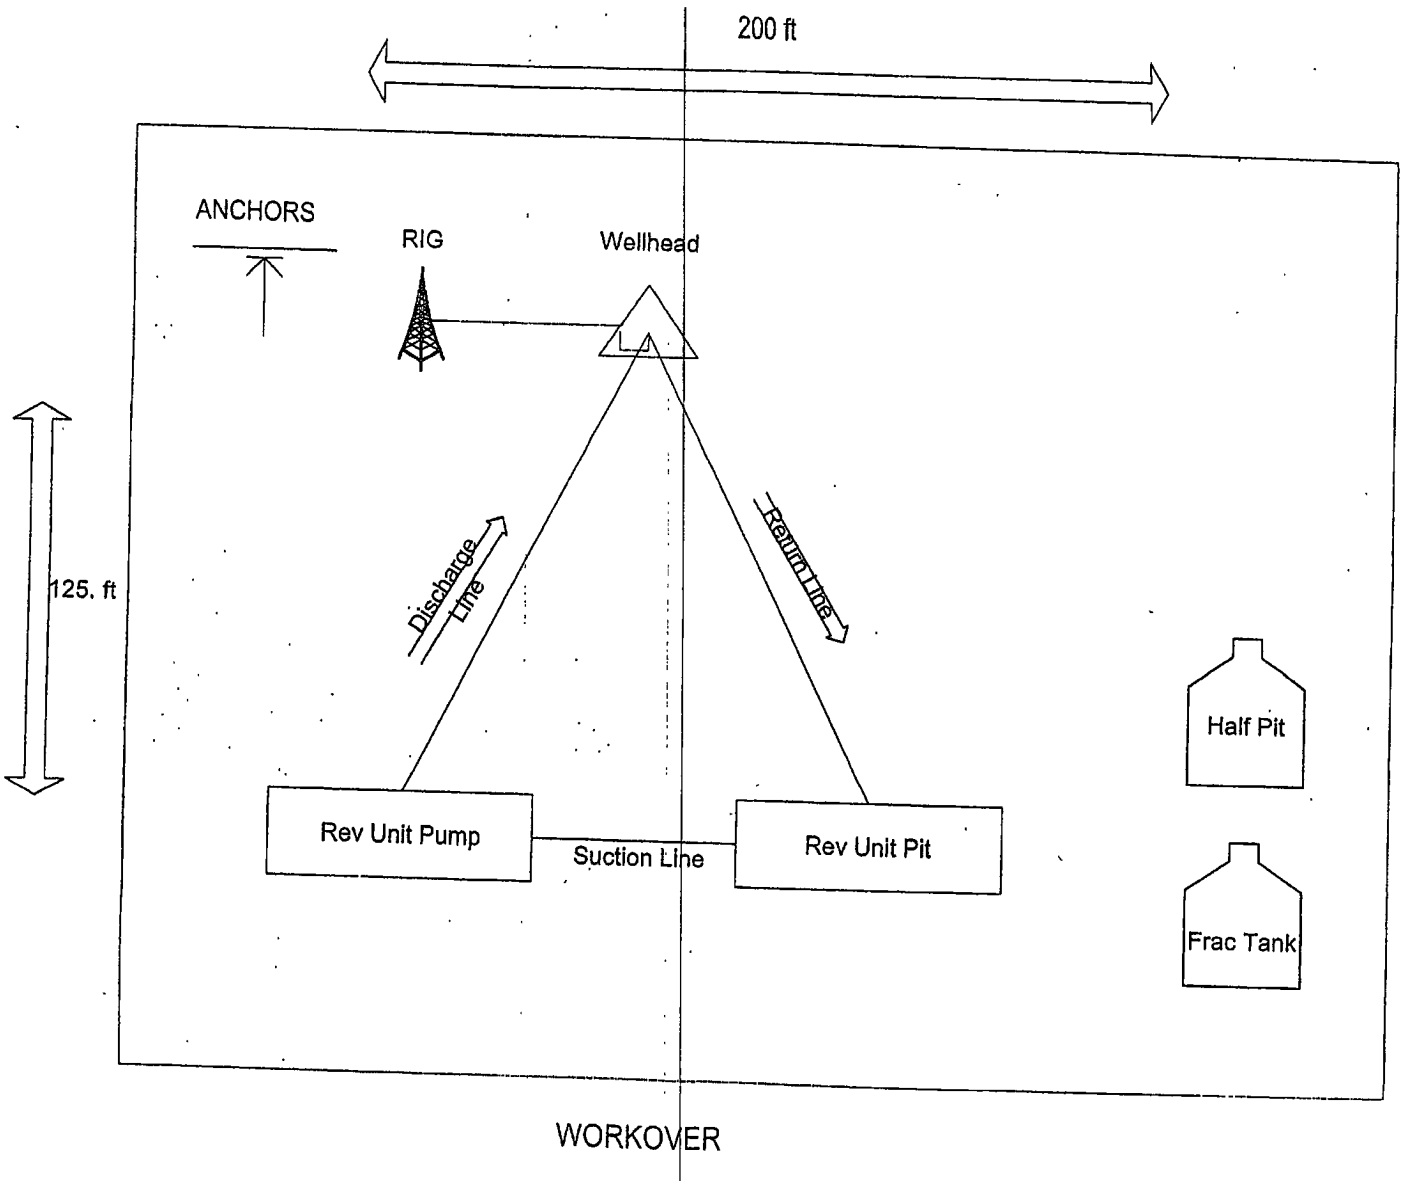 200 ft
ANCHORS
RIG
Wellhead
Discharge
Line
Return Line
125. ft
Half Pit
Rev Unit Pump
Suction Line
Rev Unit Pit
Frac Tank
WORKOVER